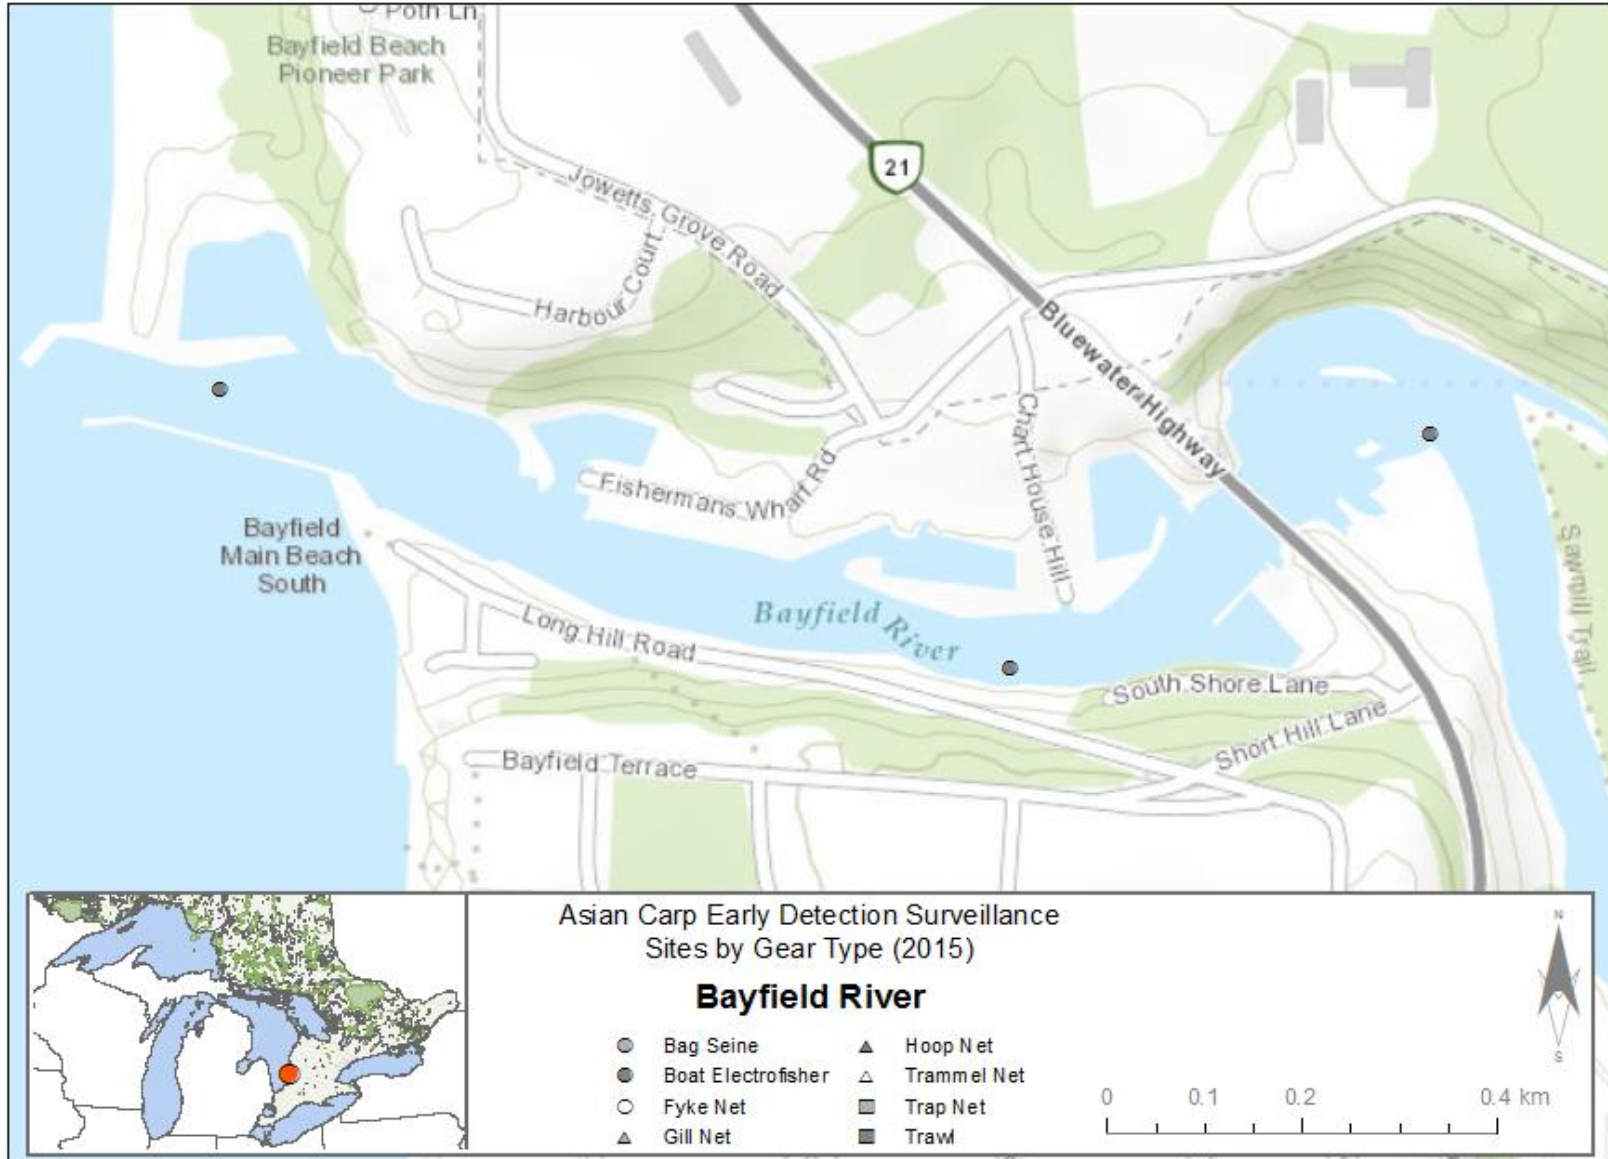 Poth Ln
Bayfield Beach
Pioneer Park
21
Jowetts Grove Road
Harbour Court
Bluewater Highway
Chart House Hill
Fishermans Wharf Rd
Bayfield
Main Beach
South
Sawmill Trail
Bayfield River
Long Hill Road
South Shore Lane
Short Hill Lane
Bayfield Terrace
Asian Carp Early Detection Surveillance
Sites by Gear Type (2015)
Bayfield River
Bag Seine
Boat Electrofisher
Fyke Net
Gill Net
Hoop Net
Trammel Net
Trap Net
Trawl
N
S
0 0.1 0.2 0.4 km